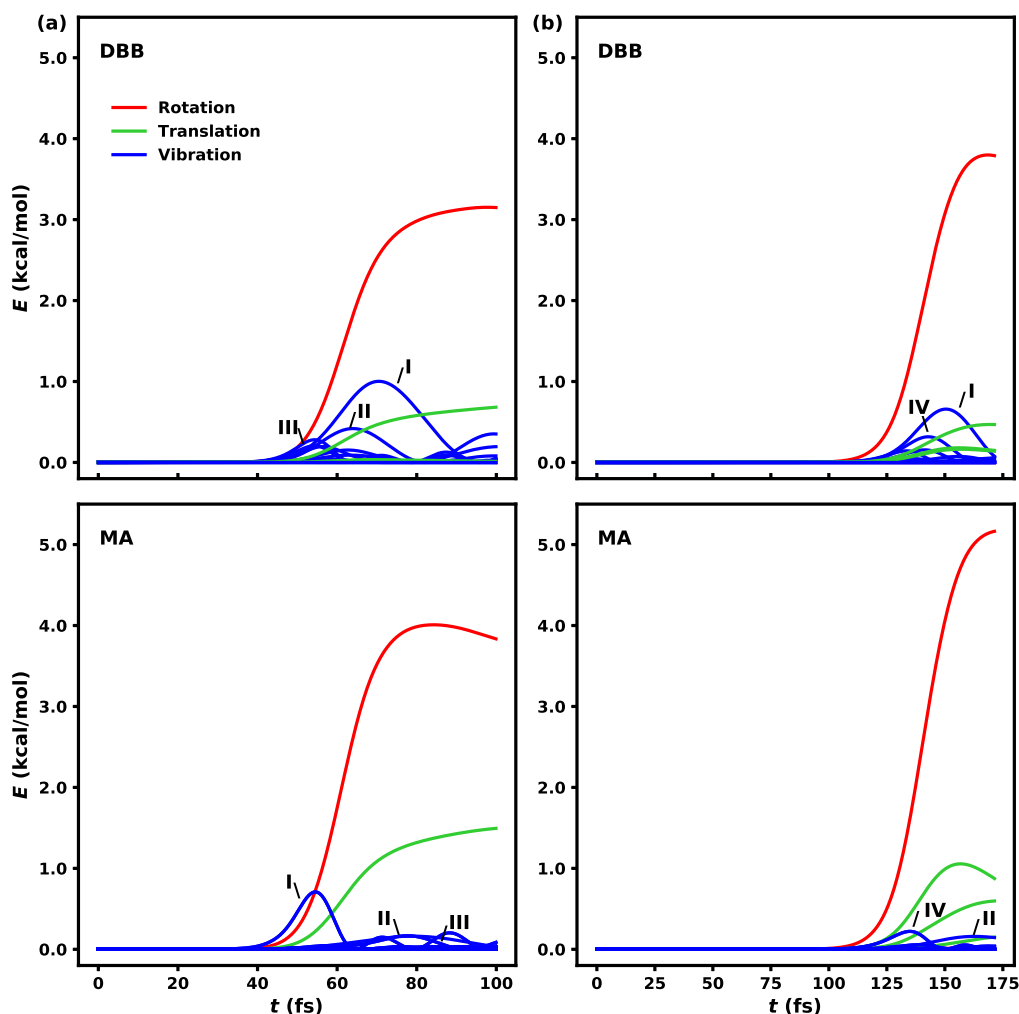 (a)
DBB
Rotation
Translation
Vibration
5.0
4.0
3.0
2.0
1.0
0.0
E (kcal/mol)
I
II
III
(b)
DBB
5.0
4.0
3.0
2.0
1.0
0.0
IV
I
MA
5.0
4.0
3.0
2.0
1.0
0.0
E (kcal/mol)
I
II
III
0 20 40 60 80 100
t (fs)
MA
5.0
4.0
3.0
2.0
1.0
0.0
IV
II
0 25 50 75 100 125 150 175
t (fs)